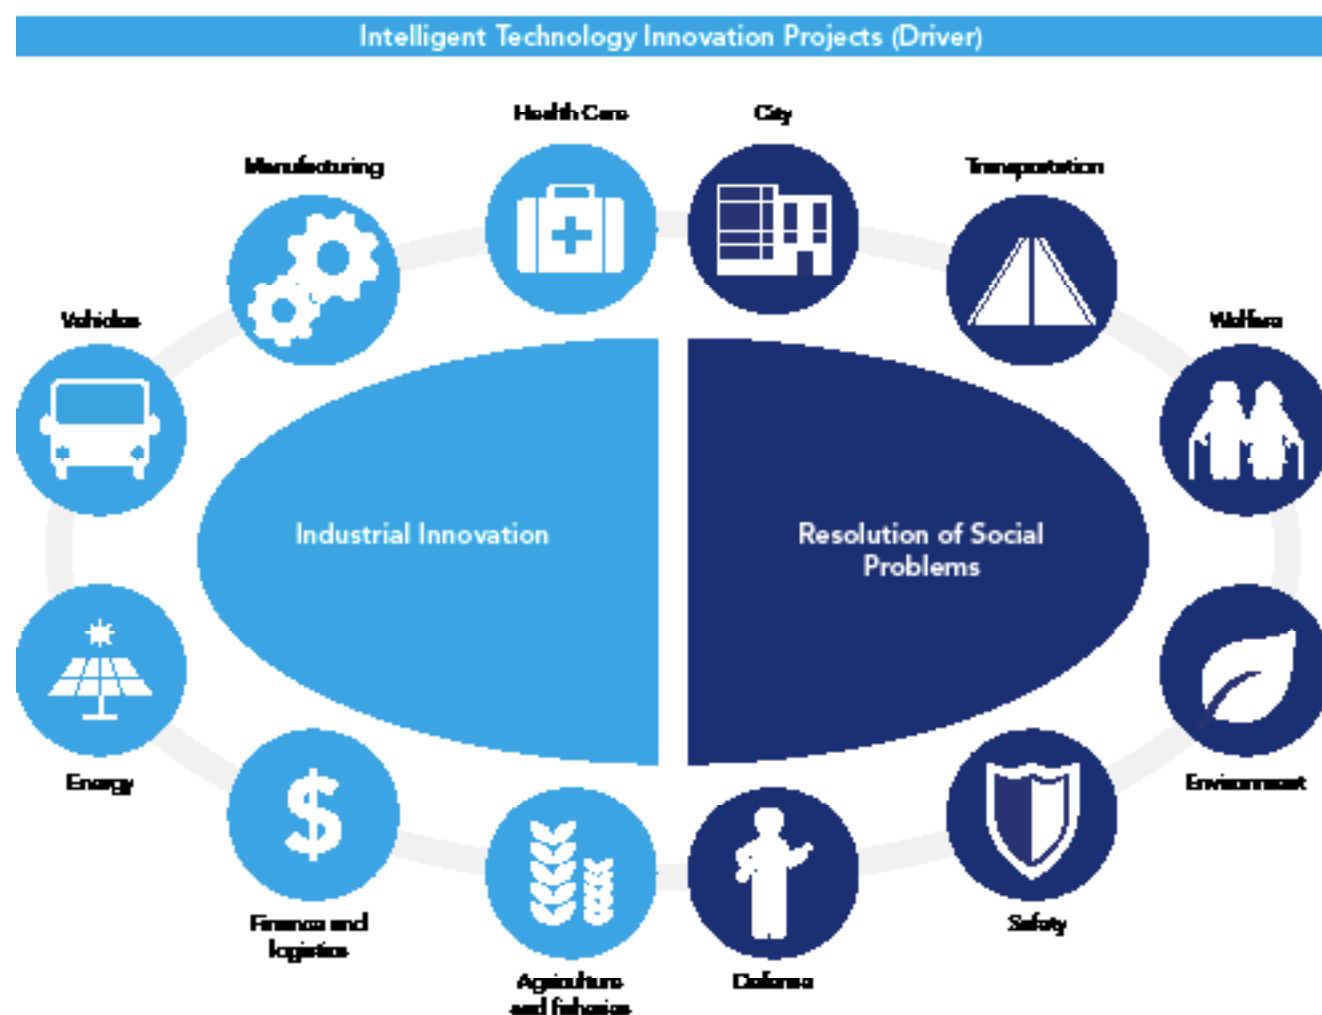 Intelligent Technology Innovation Projects (Driver)
Health Care
City
Manufacturing
Transportation
Vehicles
Welfare
Industrial Innovation
Resolution of Social
Problems
Energy
Environment
Finance and
logistics
Safety
Agriculture
and fisheries
Defense